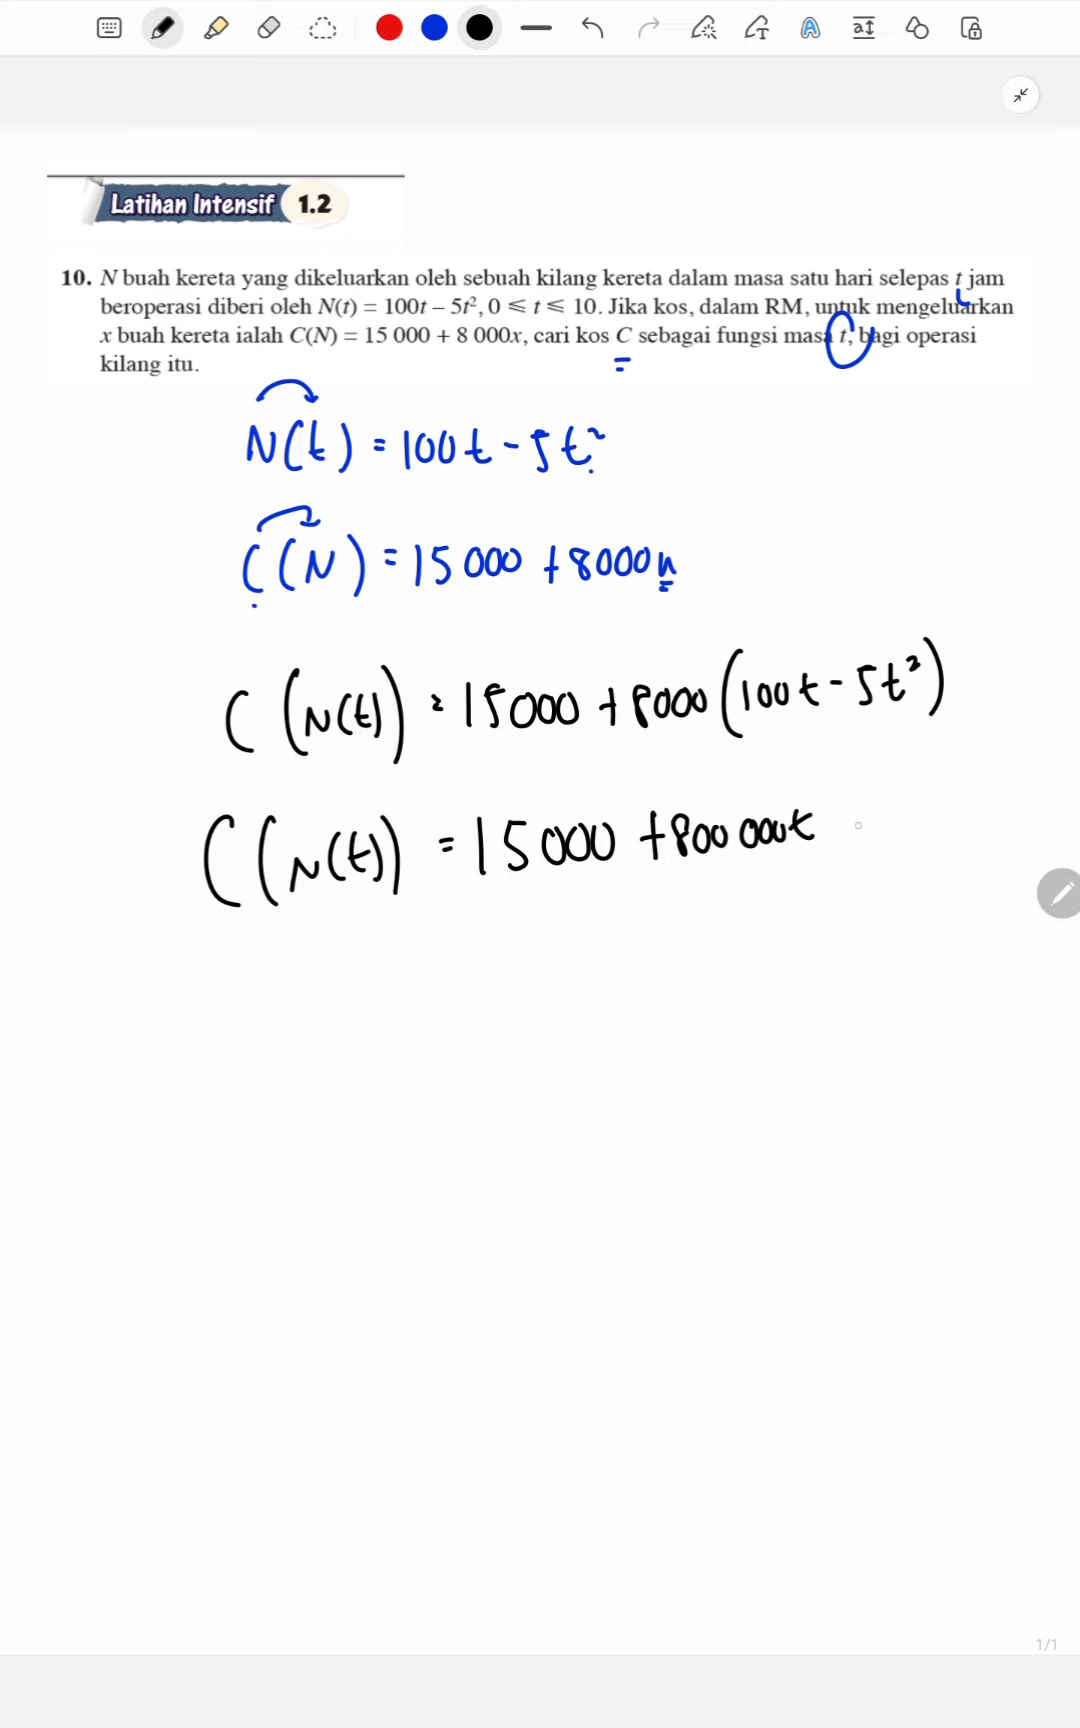 Latihan Intensif 1.2
10. N buah kereta yang dikeluarkan oleh sebuah kilang kereta dalam masa satu hari selepas t jam
beroperasi diberi oleh N(t) = 100t – 5t², 0 ⩽ t ⩽ 10. Jika kos, dalam RM, untuk mengeluarkan
x buah kereta ialah C(N) = 15 000 + 8 000x, cari kos C sebagai fungsi masa t, bagi operasi
kilang itu.
N(t) = 100t - 5t²
C(N) = 15000 + 8000x
C(N(t)) = 15000 + 8000(100t - 5t²)
C(N(t)) = 15000 + 800 000t
1/1